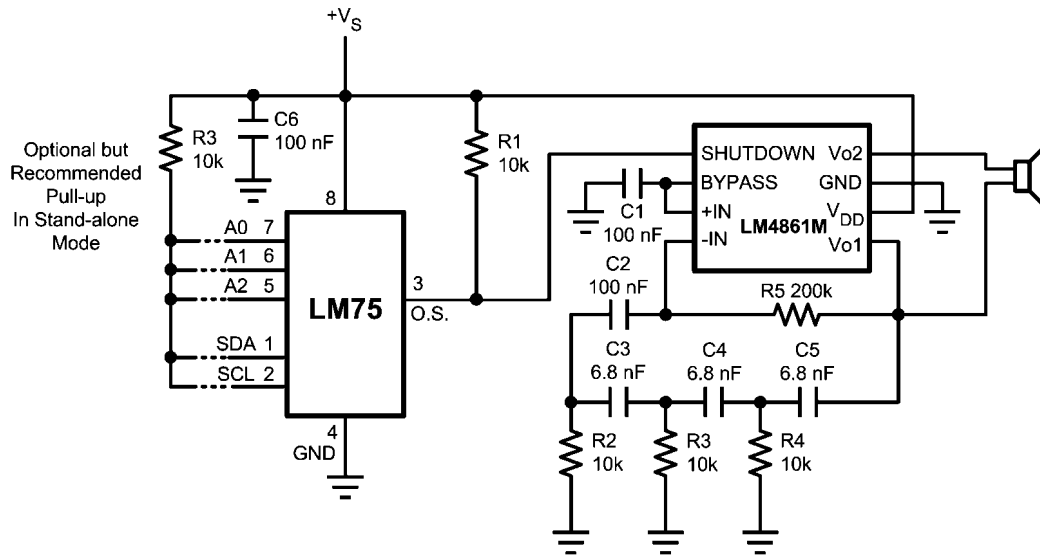 +VS
C6
100 nF
R3
10k
R1
10k
Optional but
Recommended
Pull-up
In Stand-alone
Mode
8
A0 7
A1 6
A2 5
SDA 1
SCL 2
LM75
3
O.S.
4
GND
SHUTDOWN
BYPASS
+IN
-IN
LM4861M
Vo2
GND
VDD
Vo1
C1
100 nF
C2
100 nF
R5 200k
C3
6.8 nF
C4
6.8 nF
C5
6.8 nF
R2
10k
R3
10k
R4
10k